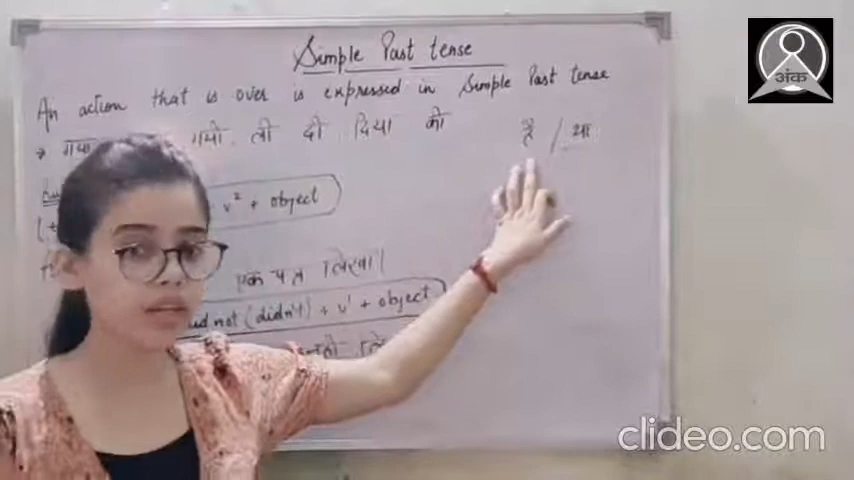 Simple Past tense
An action that is over is expressed in Simple Past tense
→ गया गयी ली दी दिया की है / था
v² + object
एक पत्र लिखा।
did not (didn't) + v¹ + object
अंक
clideo.com